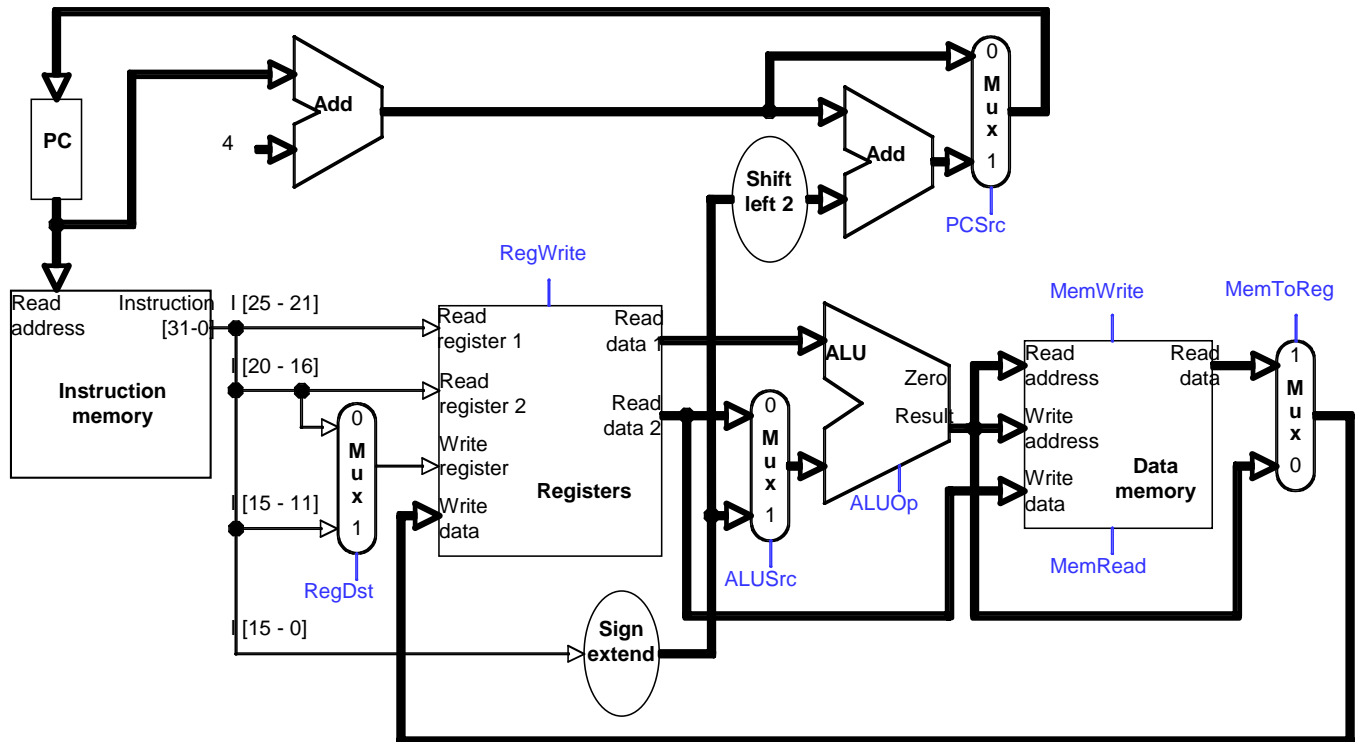 0
M
u
x
1
Add
PC
4
Add
Shift
left 2
PCSrc
RegWrite
Read
address
Instruction
[31-0]
I [25 - 21]
Read
register 1
Read
data 1
MemWrite
MemToReg
Instruction
memory
I [20 - 16]
Read
register 2
Read
data 2
ALU
Zero
Result
Read
address
Read
data
Write
address
Write
data
Data
memory
1
M
u
x
0
0
M
u
x
1
Write
register
Write
data
Registers
0
M
u
x
1
I [15 - 11]
ALUOp
RegDst
ALUSrc
MemRead
I [15 - 0]
Sign
extend